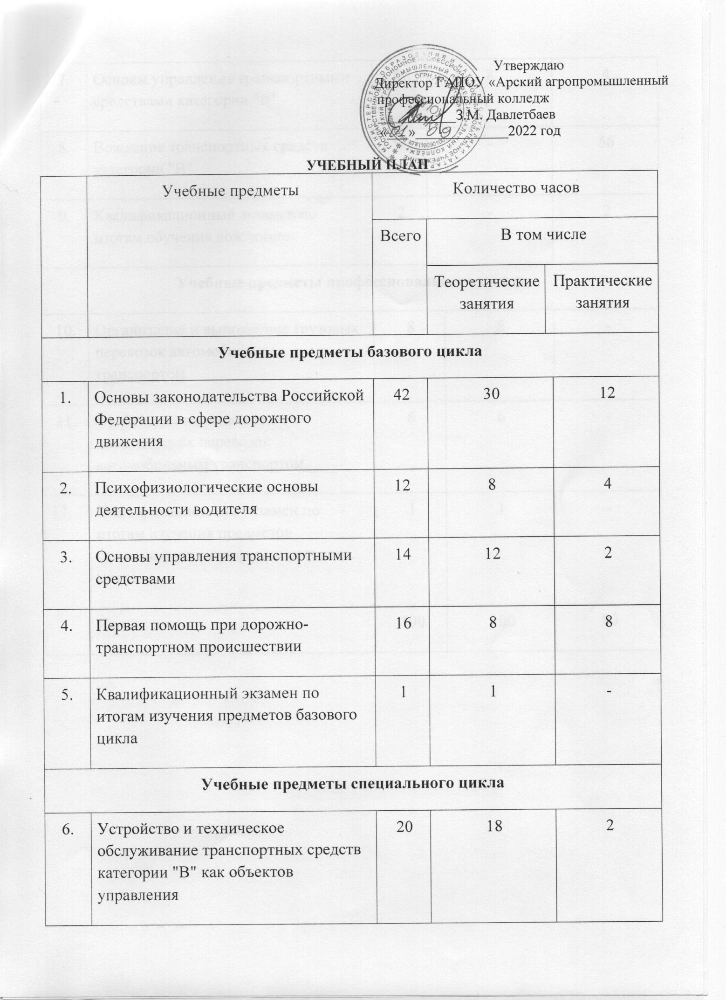 Утверждаю
Директор ГАПОУ «Арский агропромышленный
профессиональный колледж
З.М. Давлетбаев
«01» 09 2022 год
УЧЕБНЫЙ ПЛАН
Учебные предметы
Количество часов
Всего
В том числе
Теоретические
занятия
Практические
занятия
Учебные предметы базового цикла
1. Основы законодательства Российской 42 30 12
Федерации в сфере дорожного
движения
2. Психофизиологические основы 12 8 4
деятельности водителя
3. Основы управления транспортными 14 12 2
средствами
4. Первая помощь при дорожно- 16 8 8
транспортном происшествии
5. Квалификационный экзамен по 1 1 -
итогам изучения предметов базового
цикла
Учебные предметы специального цикла
6. Устройство и техническое 20 18 2
обслуживание транспортных средств
категории "В" как объектов
управления